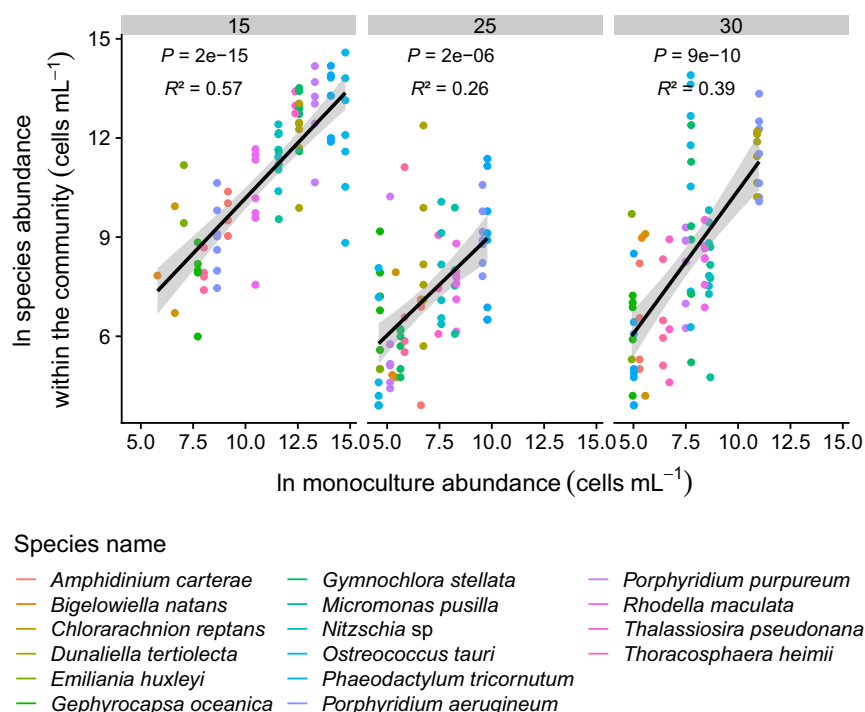 15 25 30
P = 2e−15 P = 2e−06 P = 9e−10
R² = 0.57 R² = 0.26 R² = 0.39
15
12
9
6
ln species abundance
within the community (cells mL⁻¹)
5.0 7.5 10.0 12.5 15.0 5.0 7.5 10.0 12.5 15.0 5.0 7.5 10.0 12.5 15.0
ln monoculture abundance (cells mL⁻¹)
Species name
Amphidinium carterae
Bigelowiella natans
Chlorarachnion reptans
Dunaliella tertiolecta
Emiliania huxleyi
Gephyrocapsa oceanica
Gymnochlora stellata
Micromonas pusilla
Nitzschia sp
Ostreococcus tauri
Phaeodactylum tricornutum
Porphyridium aerugineum
Porphyridium purpureum
Rhodella maculata
Thalassiosira pseudonana
Thoracosphaera heimii